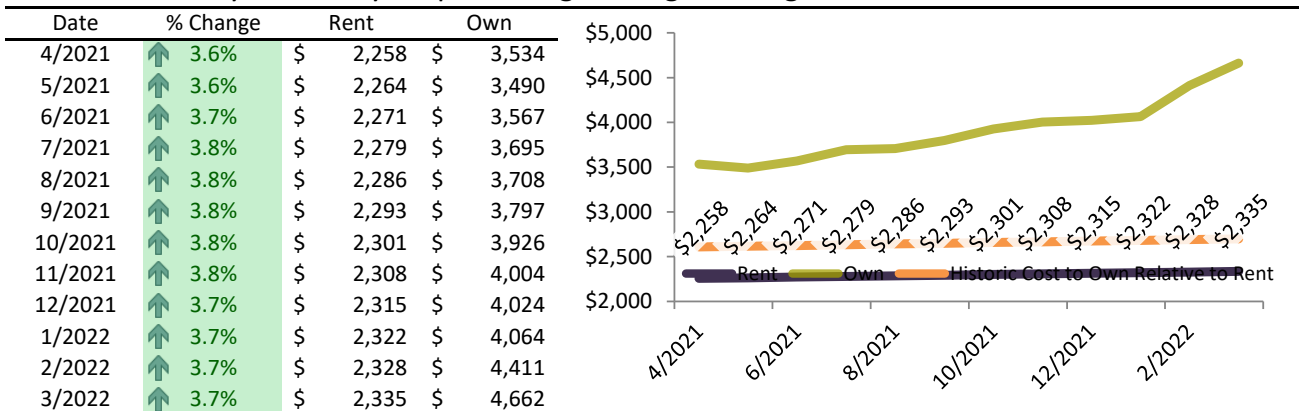 Date % Change Rent Own
4/2021 3.6% $ 2,258 $ 3,534
5/2021 3.6% $ 2,264 $ 3,490
6/2021 3.7% $ 2,271 $ 3,567
7/2021 3.8% $ 2,279 $ 3,695
8/2021 3.8% $ 2,286 $ 3,708
9/2021 3.8% $ 2,293 $ 3,797
10/2021 3.8% $ 2,301 $ 3,926
11/2021 3.8% $ 2,308 $ 4,004
12/2021 3.7% $ 2,315 $ 4,024
1/2022 3.7% $ 2,322 $ 4,064
2/2022 3.7% $ 2,328 $ 4,411
3/2022 3.7% $ 2,335 $ 4,662
$5,000
$4,500
$4,000
$3,500
$3,000
$2,500
$2,000
$2,258 $2,264 $2,271 $2,279 $2,286 $2,293 $2,301 $2,308 $2,315 $2,322 $2,328 $2,335
Rent Own Historic Cost to Own Relative to Rent
4/2021 6/2021 8/2021 10/2021 12/2021 2/2022